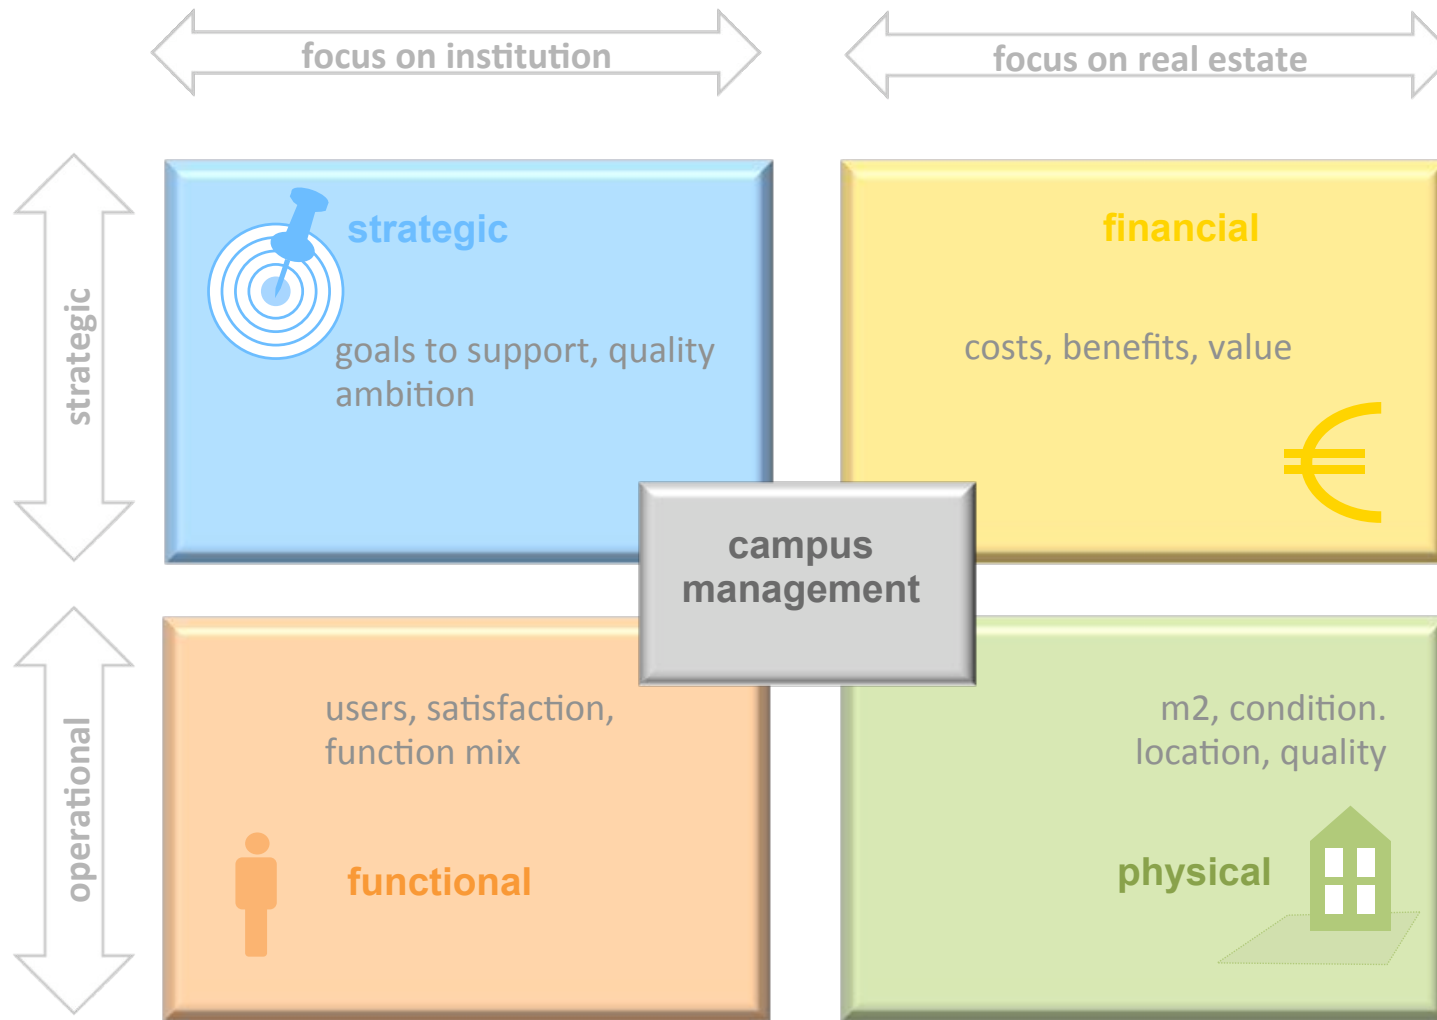 focus on institution
focus on real estate
strategic
strategic
goals to support, quality
ambition
financial
costs, benefits, value
campus
management
operational
users, satisfaction,
function mix
functional
m2, condition.
location, quality
physical